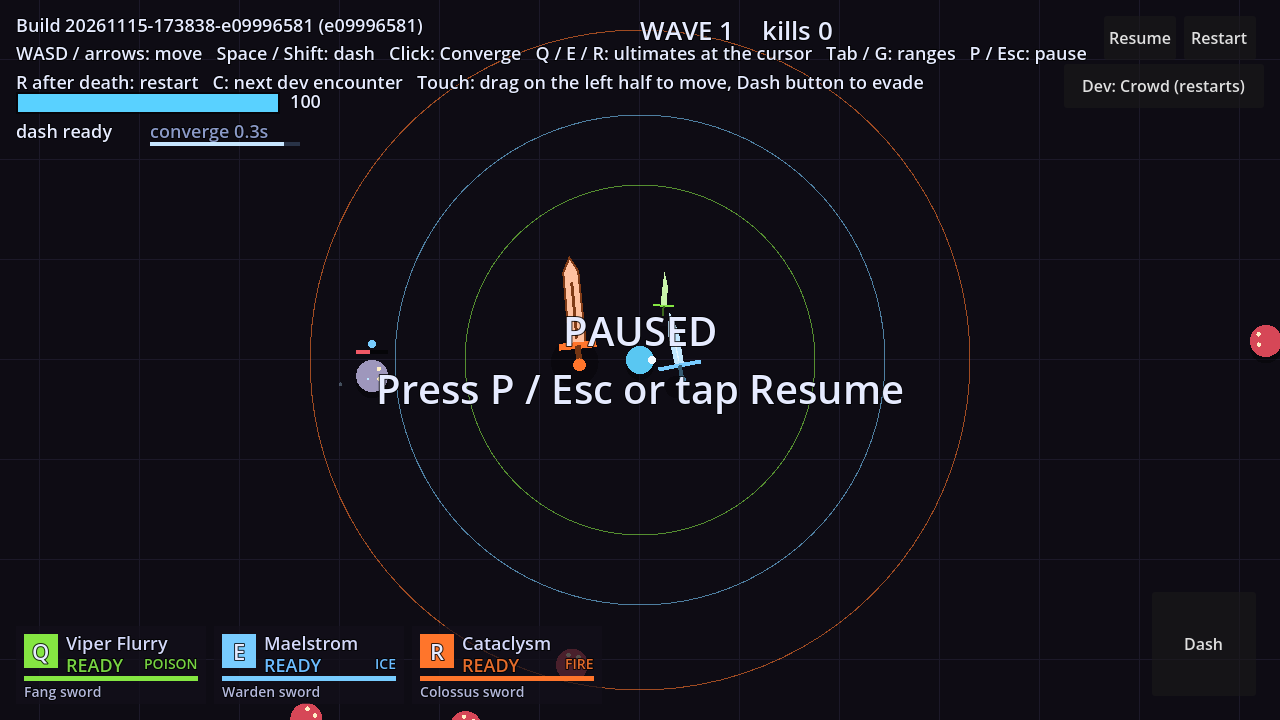 Build 20261115-173838-e09996581 (e09996581)
WAVE 1 kills 0
Resume
Restart
WASD / arrows: move Space / Shift: dash Click: Converge Q / E / R: ultimates at the cursor Tab / G: ranges P / Esc: pause
R after death: restart C: next dev encounter Touch: drag on the left half to move, Dash button to evade
Dev: Crowd (restarts)
100
dash ready
converge 0.3s
PAUSED
Press P / Esc or tap Resume
Q
Viper Flurry
READY
POISON
Fang sword
E
Maelstrom
READY
ICE
Warden sword
R
Cataclysm
READY
FIRE
Colossus sword
Dash